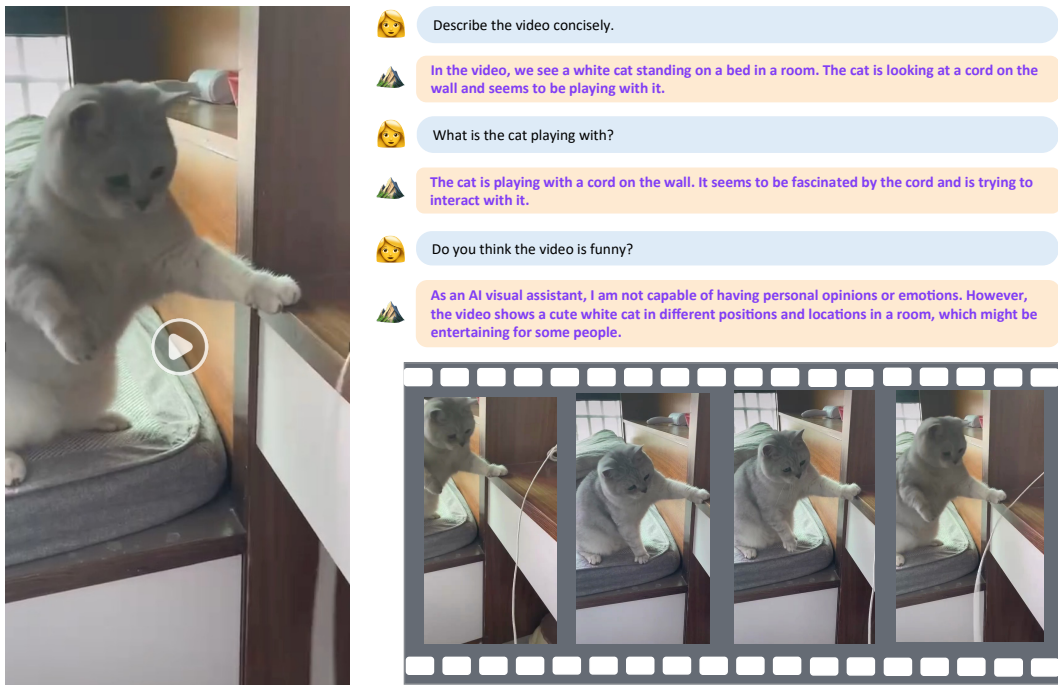 Describe the video concisely.
In the video, we see a white cat standing on a bed in a room. The cat is looking at a cord on the
wall and seems to be playing with it.
What is the cat playing with?
The cat is playing with a cord on the wall. It seems to be fascinated by the cord and is trying to
interact with it.
Do you think the video is funny?
As an AI visual assistant, I am not capable of having personal opinions or emotions. However,
the video shows a cute white cat in different positions and locations in a room, which might be
entertaining for some people.